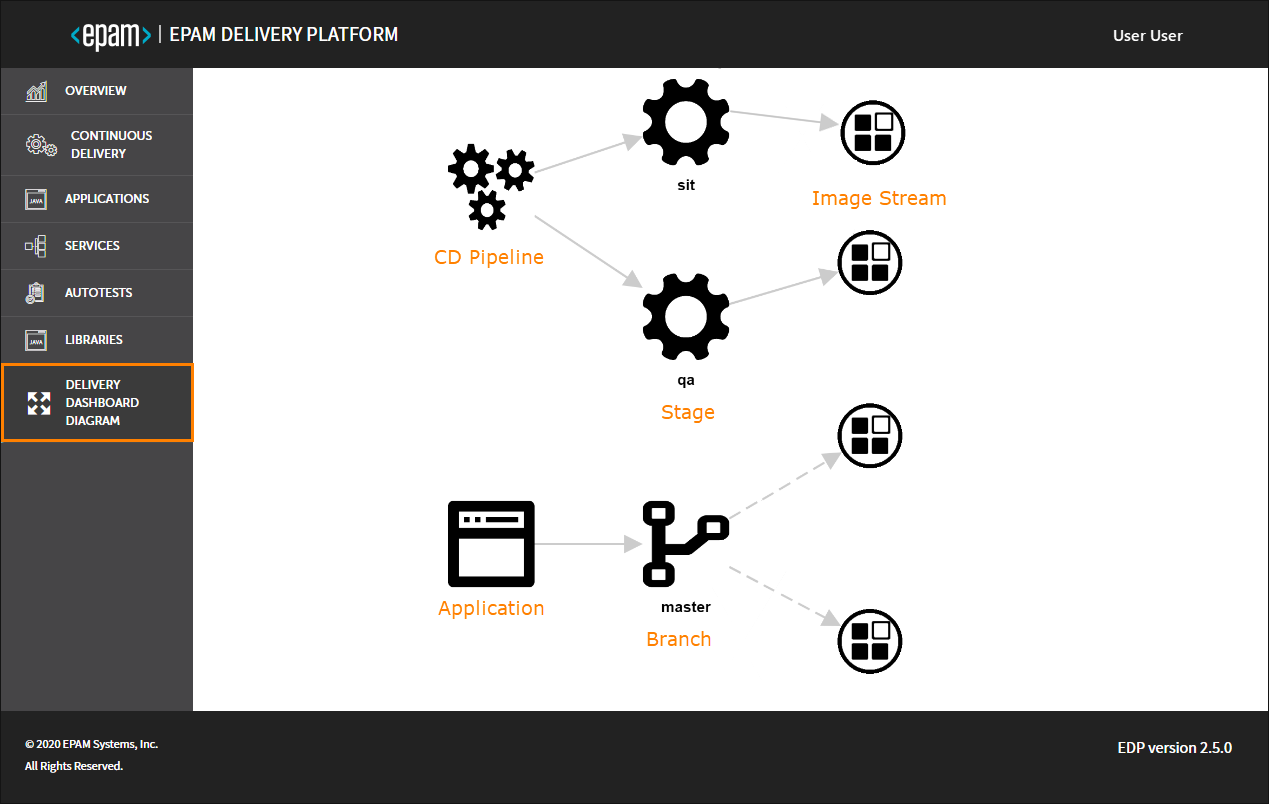 <epam> | EPAM DELIVERY PLATFORM
User User
OVERVIEW
CONTINUOUS
DELIVERY
JAVA APPLICATIONS
SERVICES
AUTOTESTS
JAVA LIBRARIES
DELIVERY
DASHBOARD
DIAGRAM
sit
Image Stream
CD Pipeline
qa
Stage
Application
master
Branch
© 2020 EPAM Systems, Inc.
All Rights Reserved.
EDP version 2.5.0